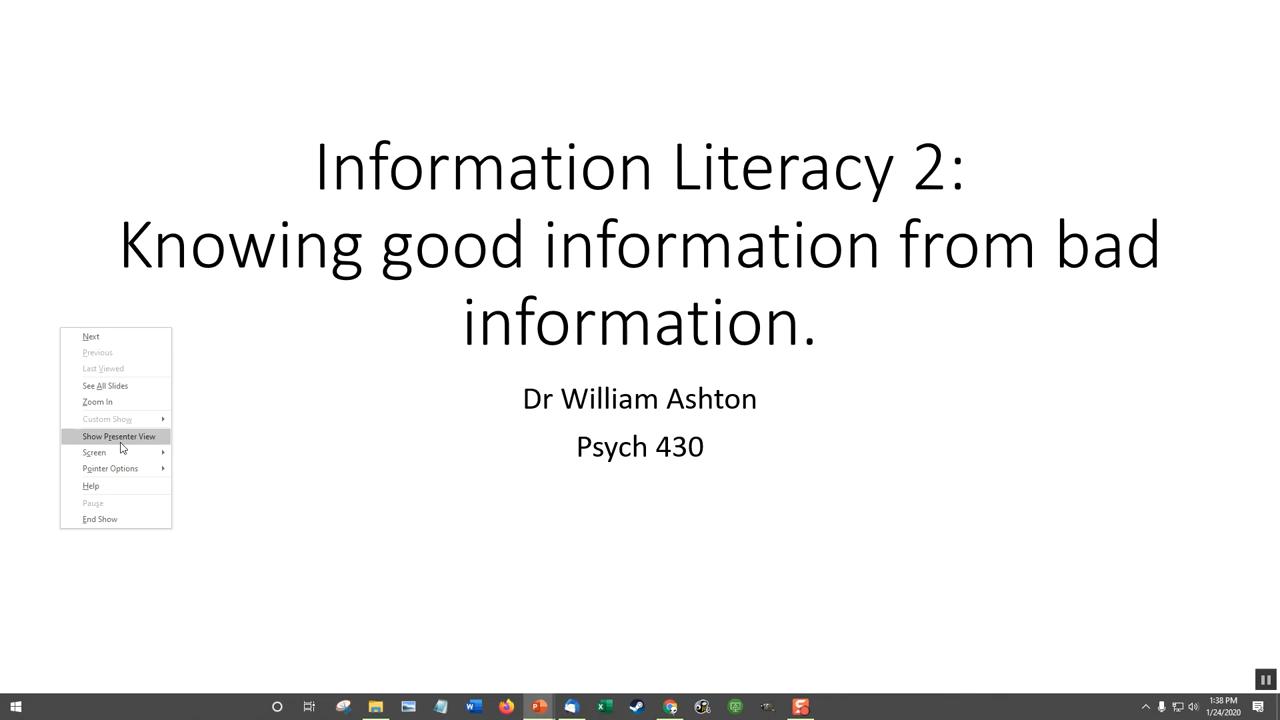 Information Literacy 2:
Knowing good information from bad
information.
Dr William Ashton
Psych 430
Next
Previous
Last Viewed
See All Slides
Zoom In
Custom Show
Show Presenter View
Screen
Pointer Options
Help
Pause
End Show
1:38 PM
1/24/2020